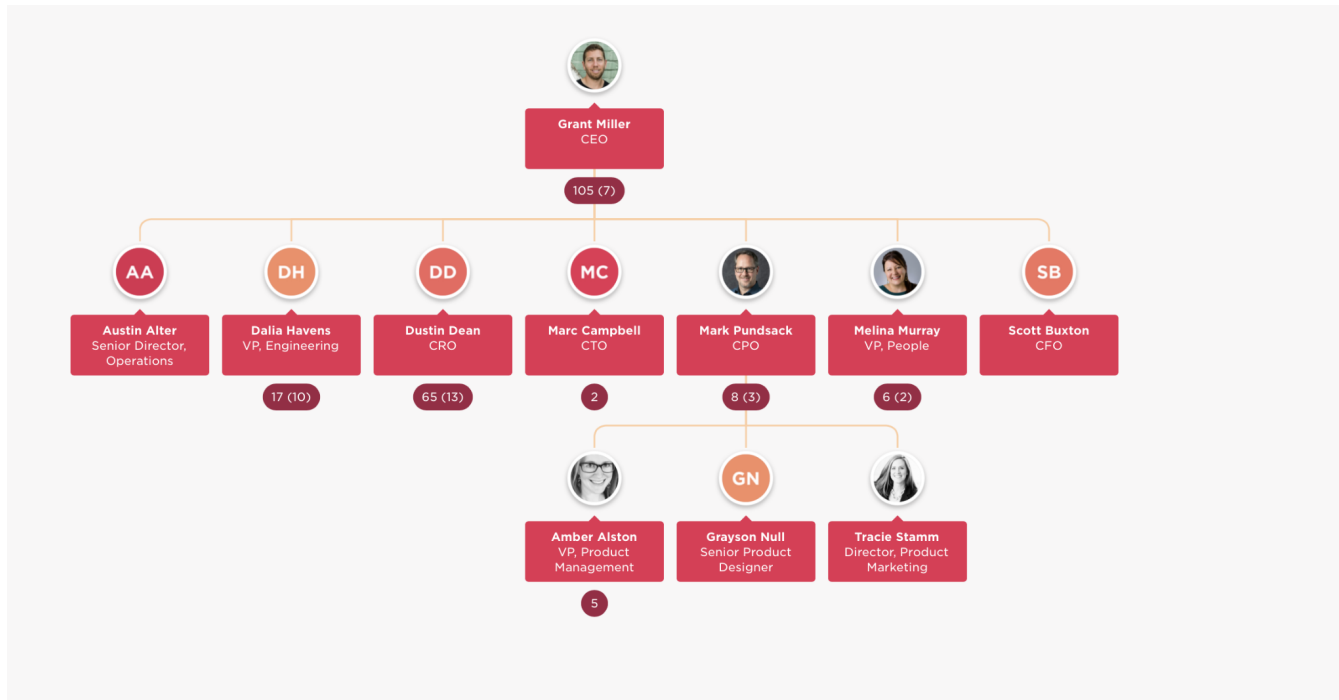 Grant Miller
CEO
105 (7)
AA
DH
DD
MC
SB
Austin Alter
Senior Director,
Operations
Dalia Havens
VP, Engineering
Dustin Dean
CRO
Marc Campbell
CTO
Mark Pundsack
CPO
Melina Murray
VP, People
Scott Buxton
CFO
17 (10)
65 (13)
2
8 (3)
6 (2)
GN
Amber Alston
VP, Product
Management
Grayson Null
Senior Product
Designer
Tracie Stamm
Director, Product
Marketing
5